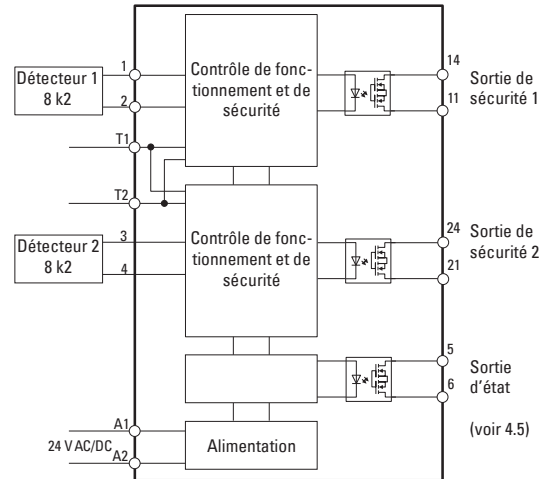 Détecteur 1
8 k2
1
2
T1
T2
Détecteur 2
8 k2
3
4
A1
24 V AC/DC
A2
Contrôle de fonc-
tionnement et de
sécurité
Contrôle de fonc-
tionnement et de
sécurité
Alimentation
14
11
Sortie de
sécurité 1
24
21
Sortie de
sécurité 2
5
6
Sortie
d'état
(voir 4.5)